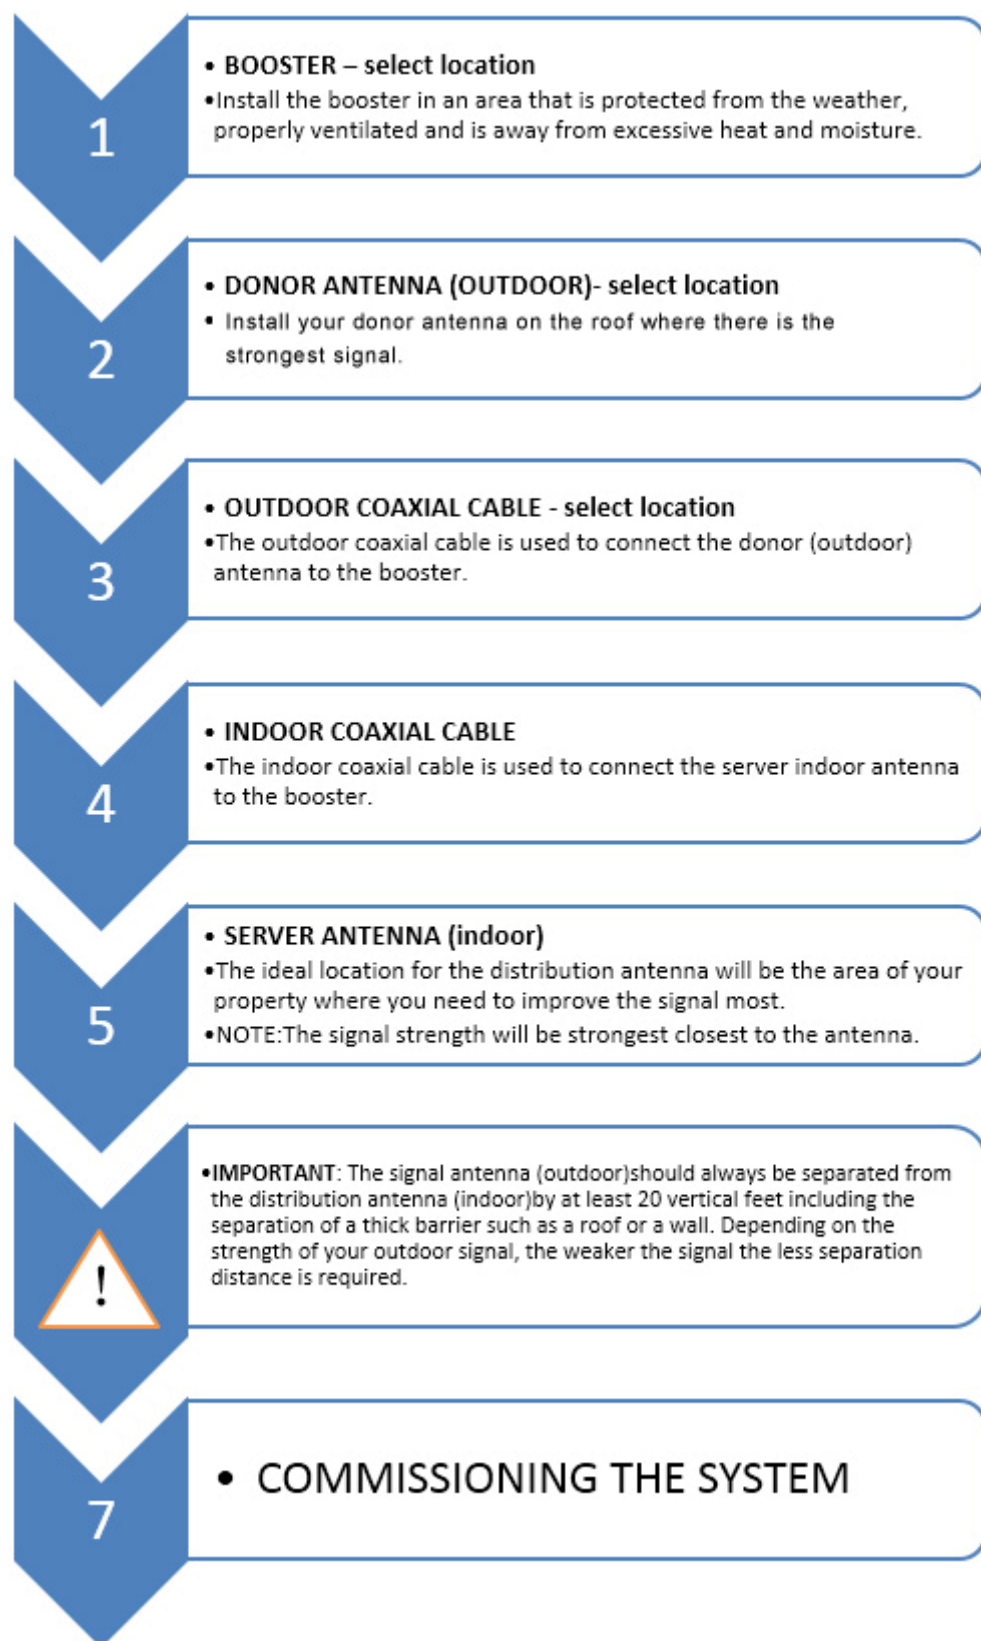 1
• BOOSTER – select location
•Install the booster in an area that is protected from the weather,
properly ventilated and is away from excessive heat and moisture.
2
• DONOR ANTENNA (OUTDOOR)- select location
• Install your donor antenna on the roof where there is the
strongest signal.
3
• OUTDOOR COAXIAL CABLE - select location
•The outdoor coaxial cable is used to connect the donor (outdoor)
antenna to the booster.
4
• INDOOR COAXIAL CABLE
•The indoor coaxial cable is used to connect the server indoor antenna
to the booster.
5
• SERVER ANTENNA (indoor)
•The ideal location for the distribution antenna will be the area of your
property where you need to improve the signal most.
•NOTE:The signal strength will be strongest closest to the antenna.
!
•IMPORTANT: The signal antenna (outdoor)should always be separated from
the distribution antenna (indoor)by at least 20 vertical feet including the
separation of a thick barrier such as a roof or a wall. Depending on the
strength of your outdoor signal, the weaker the signal the less separation
distance is required.
7
• COMMISSIONING THE SYSTEM